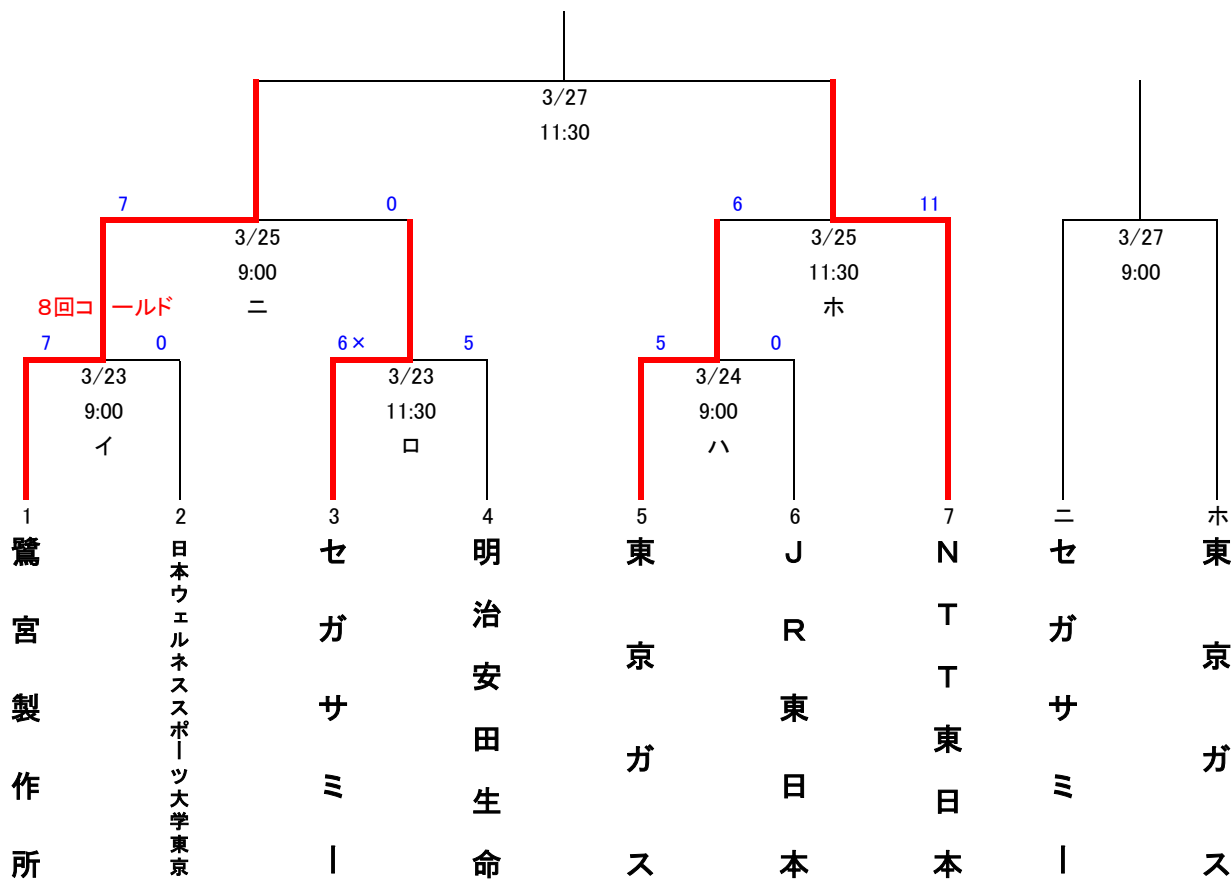 3/27
11:30
7 0
6 11
3/25
9:00
ニ
3/25
11:30
ホ
3/27
9:00
8回コールド
7 0
6× 5
5 0
3/23
9:00
イ
3/23
11:30
ロ
3/24
9:00
ハ
1
鷺宮製作所
2
日本ウェルネススポーツ大学東京
3
セガサミー
4
明治安田生命
5
東京ガス
6
JR東日本
7
NTT東日本
ニ
セガサミー
ホ
東京ガス